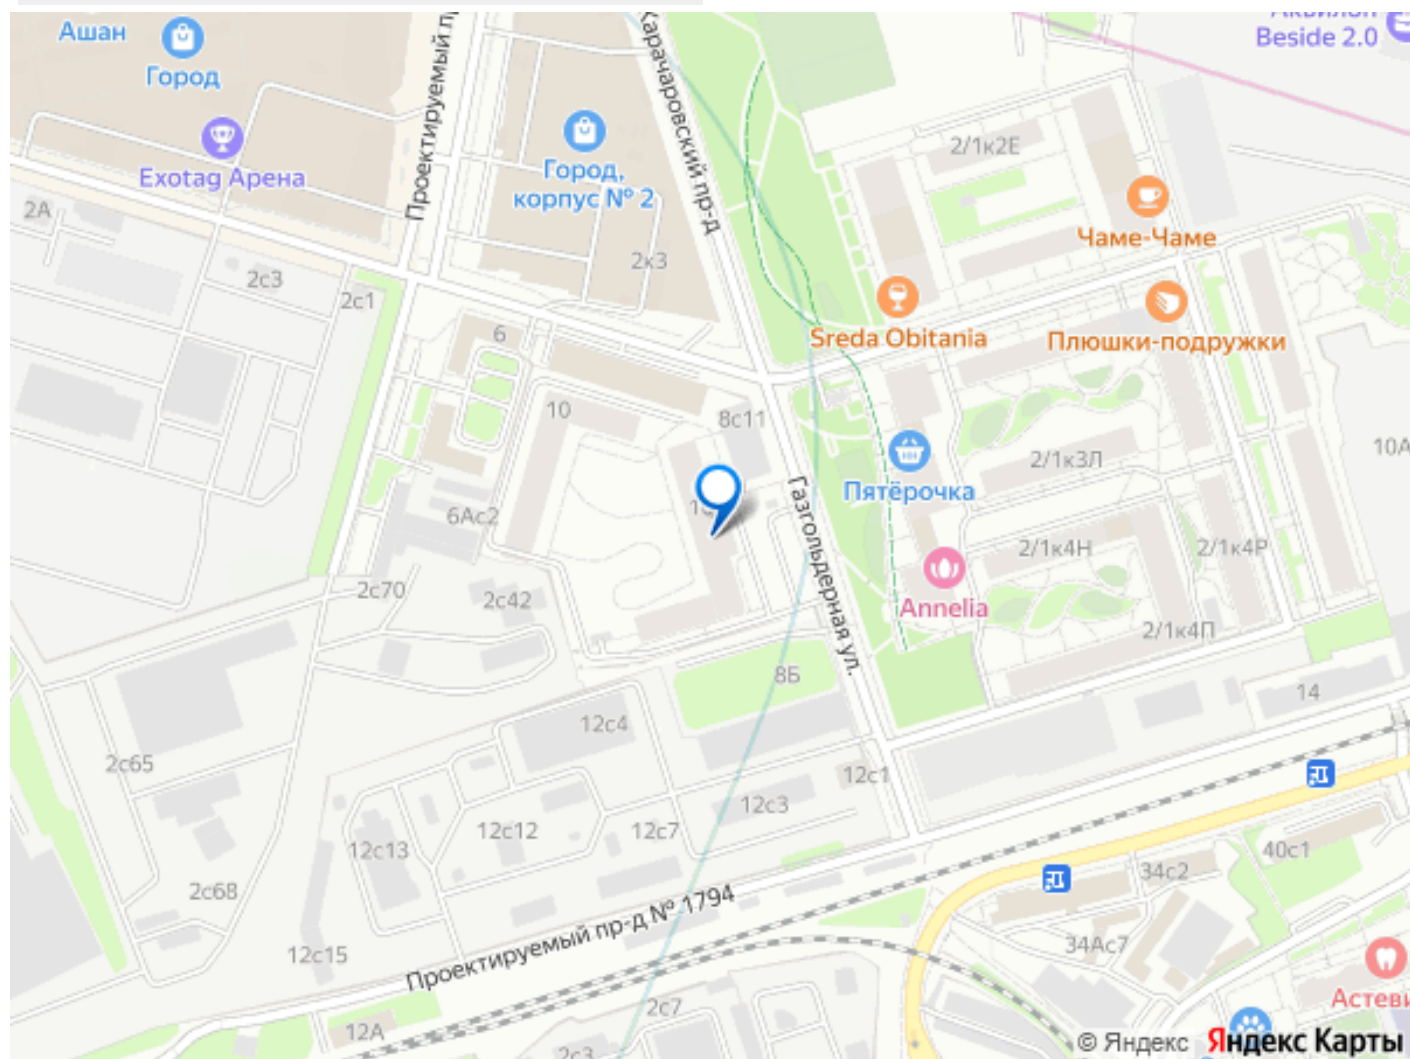 Ашан
Город
Beside 2.0
Проектируемый
Карачаровский пр-д
2/1к2Е
Exotag Арена
Город,
корпус № 2
2А
Чаме-Чаме
2к3
2с3
2с1
6
Sreda Obitania
Плюшки-подружки
10
8с11
10А
2/1к3Л
Пятёрочка
6Ас2
Газгольдерная ул.
2/1к4Н
2/1к4Р
2с70
2с42
Annelia
2/1к4П
8Б
14
12с4
2с65
12с1
12с3
12с12
12с7
12с13
40с1
34с2
2с68
Проектируемый пр-д № 1794
34Ас7
12с15
2с7
12А
2с3
© Яндекс Яндекс Карты